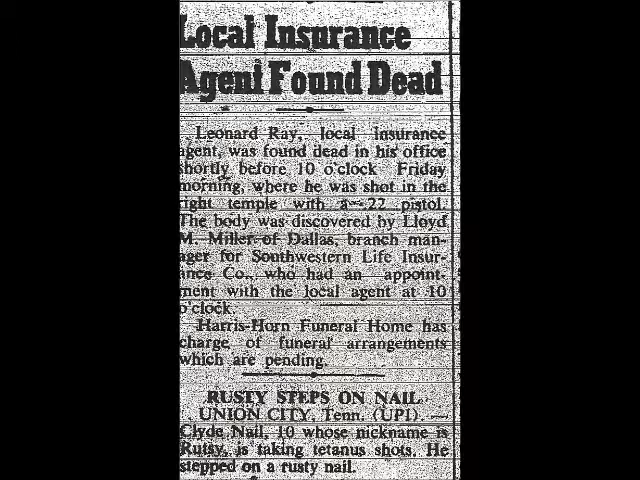 Local Insurance
Agent Found Dead
Leonard Ray, local insurance
agent, was found dead in his office
shortly before 10 o'clock Friday
morning, where he was shot in the
right temple with a .22 pistol.
The body was discovered by Lloyd
M. Miller of Dallas, branch man-
ager for Southwestern Life Insur-
ance Co., who had an appoint-
ment with the local agent at 10
o'clock.
Harris-Horn Funeral Home has
charge of funeral arrangements
which are pending.
RUSTY STEPS ON NAIL
UNION CITY, Tenn. (UPI) —
Clyde Nail, 10 whose nickname is
Rutsy, is taking tetanus shots. He
stepped on a rusty nail.